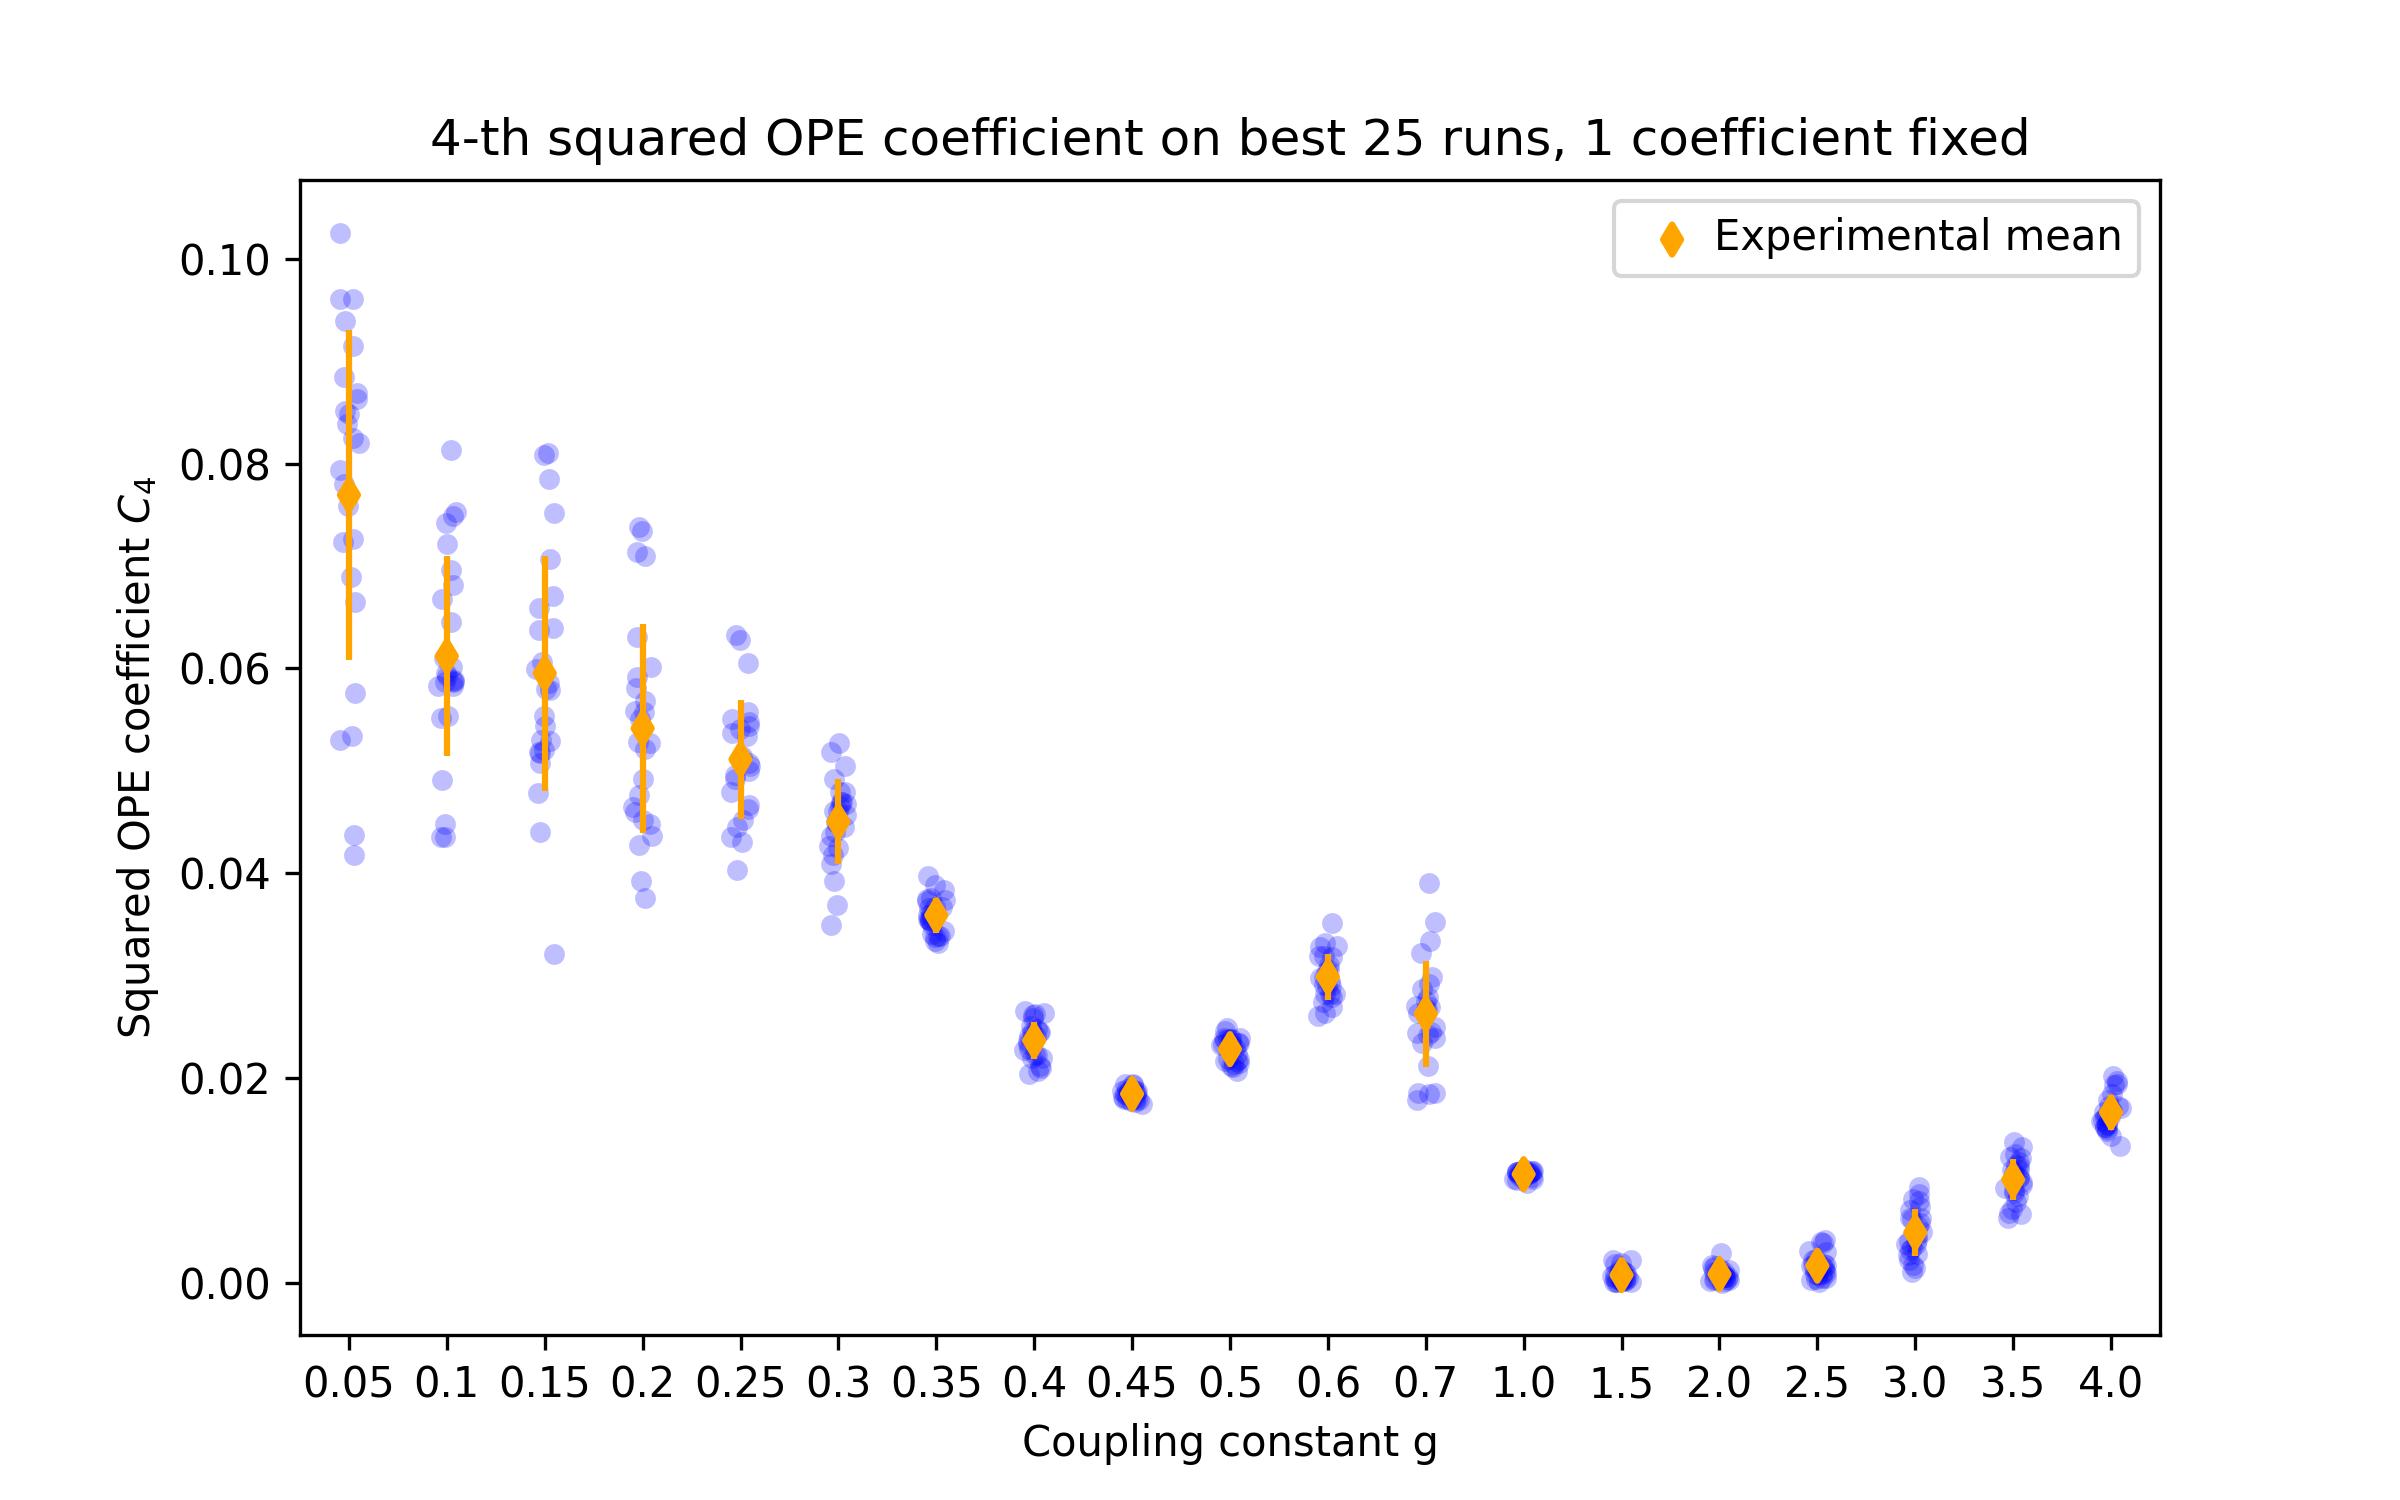 4-th squared OPE coefficient on best 25 runs, 1 coefficient fixed
Experimental mean
Squared OPE coefficient C₄
0.10
0.08
0.06
0.04
0.02
0.00
0.05 0.1 0.15 0.2 0.25 0.3 0.35 0.4 0.45 0.5 0.6 0.7 1.0 1.5 2.0 2.5 3.0 3.5 4.0
Coupling constant g